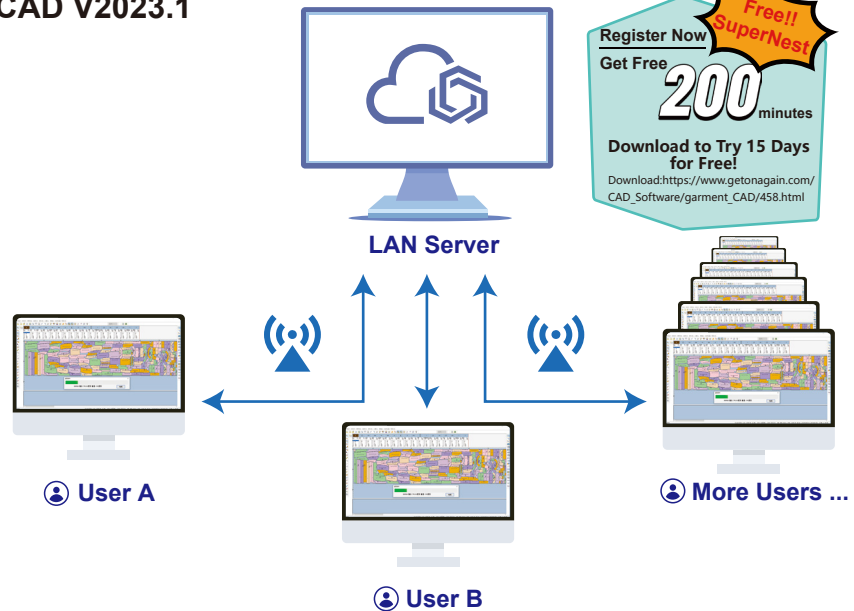 CAD V2023.1
Free!!
SuperNest
Register Now
Get Free
200
minutes
Download to Try 15 Days
for Free!
Download:https://www.getonagain.com/
CAD_Software/garment_CAD/458.html
LAN Server
User A
More Users ...
User B